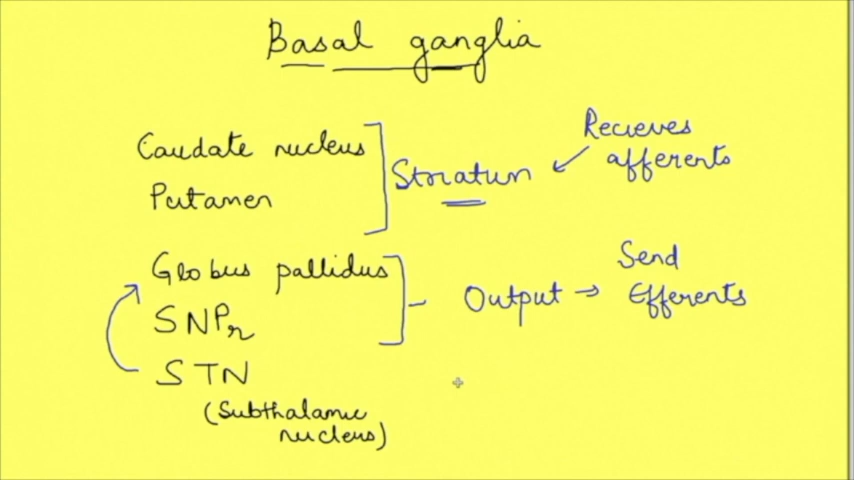 Basal ganglia
Caudate nucleus
Putamen
Striatum
Recieves
afferents
Globus pallidus
SNPr
Output →
Send
Efferents
STN
(Subthalamic
nucleus)